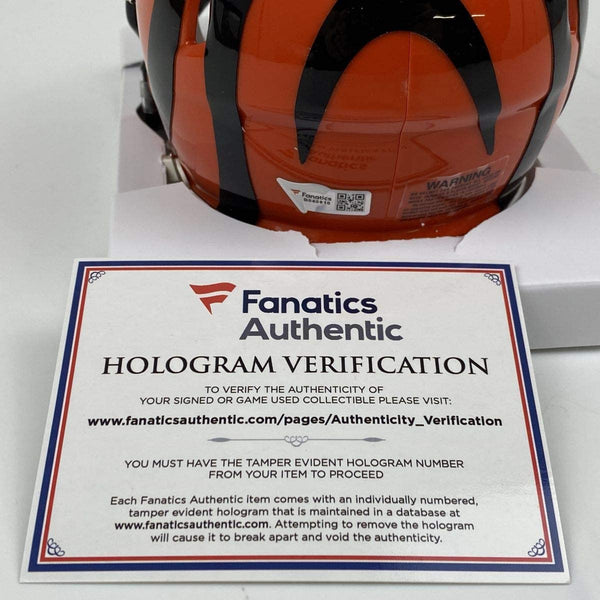 WARNING
Fanatics
Fanatics
Authentic
HOLOGRAM VERIFICATION
TO VERIFY THE AUTHENTICITY OF
YOUR SIGNED OR GAME USED COLLECTIBLE PLEASE VISIT:
www.fanaticsauthentic.com/pages/Authenticity_Verification
YOU MUST HAVE THE TAMPER EVIDENT HOLOGRAM NUMBER
FROM YOUR ITEM TO PROCEED
Each Fanatics Authentic item comes with an individually numbered,
tamper evident hologram that is maintained in a database at
www.fanaticsauthentic.com. Attempting to remove the hologram
will cause it to break apart and void the authenticity.